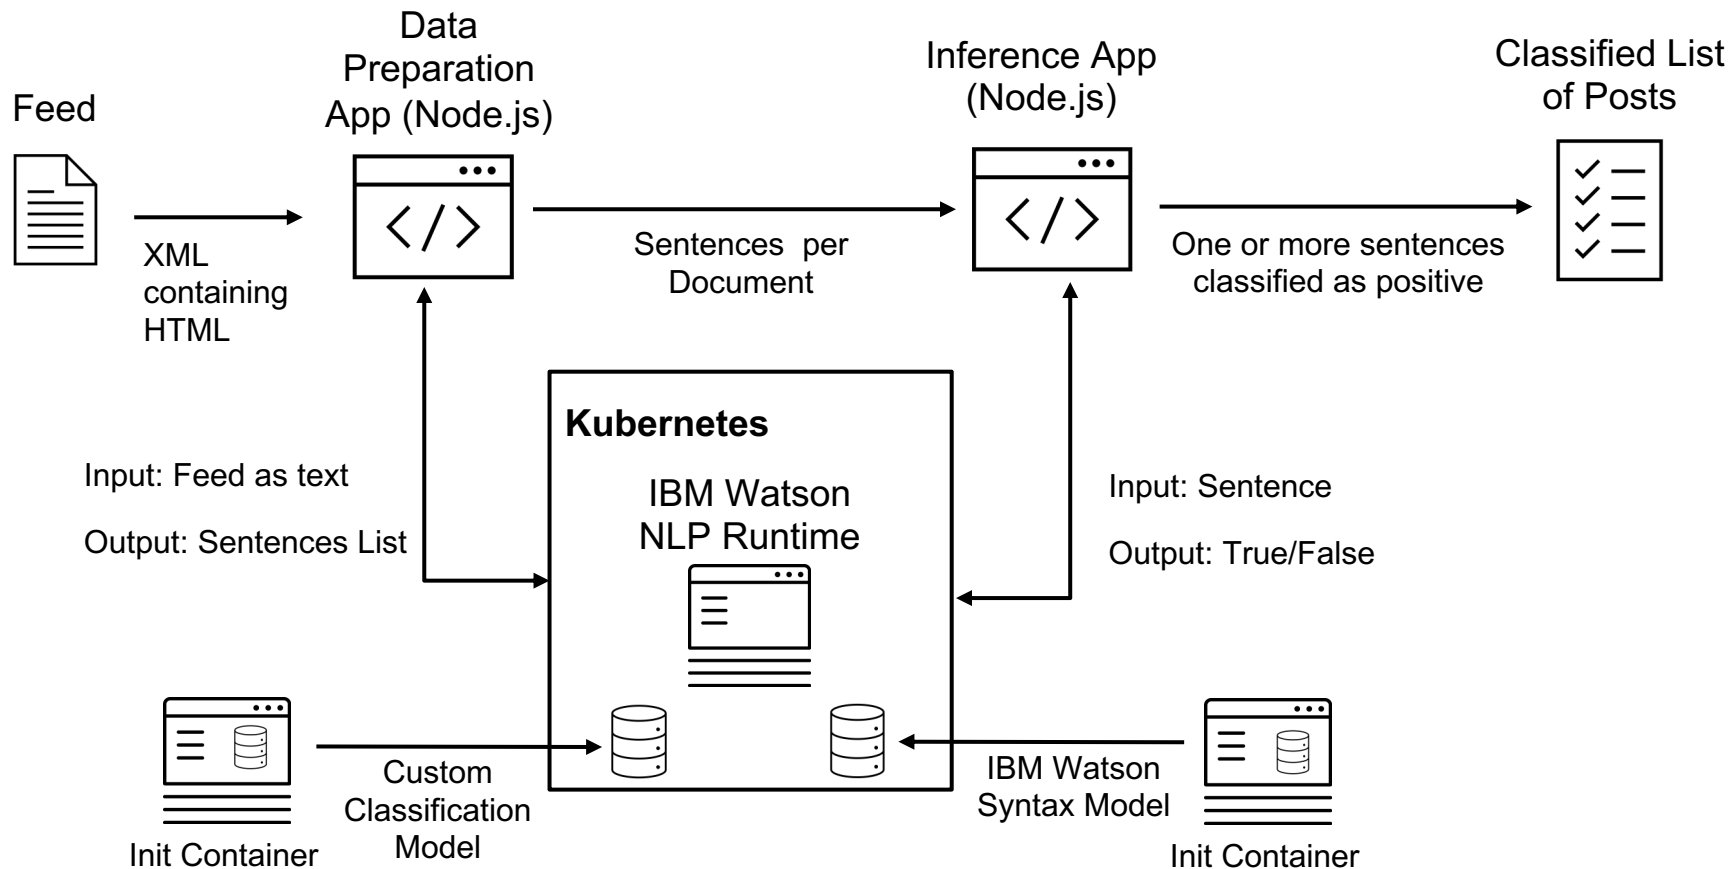 Feed
Data
Preparation
App (Node.js)
Inference App
(Node.js)
Classified List
of Posts
XML
containing
HTML
Sentences per
Document
One or more sentences
classified as positive
Input: Feed as text
Output: Sentences List
Kubernetes
IBM Watson
NLP Runtime
Input: Sentence
Output: True/False
Custom
Classification
Model
IBM Watson
Syntax Model
Init Container
Init Container